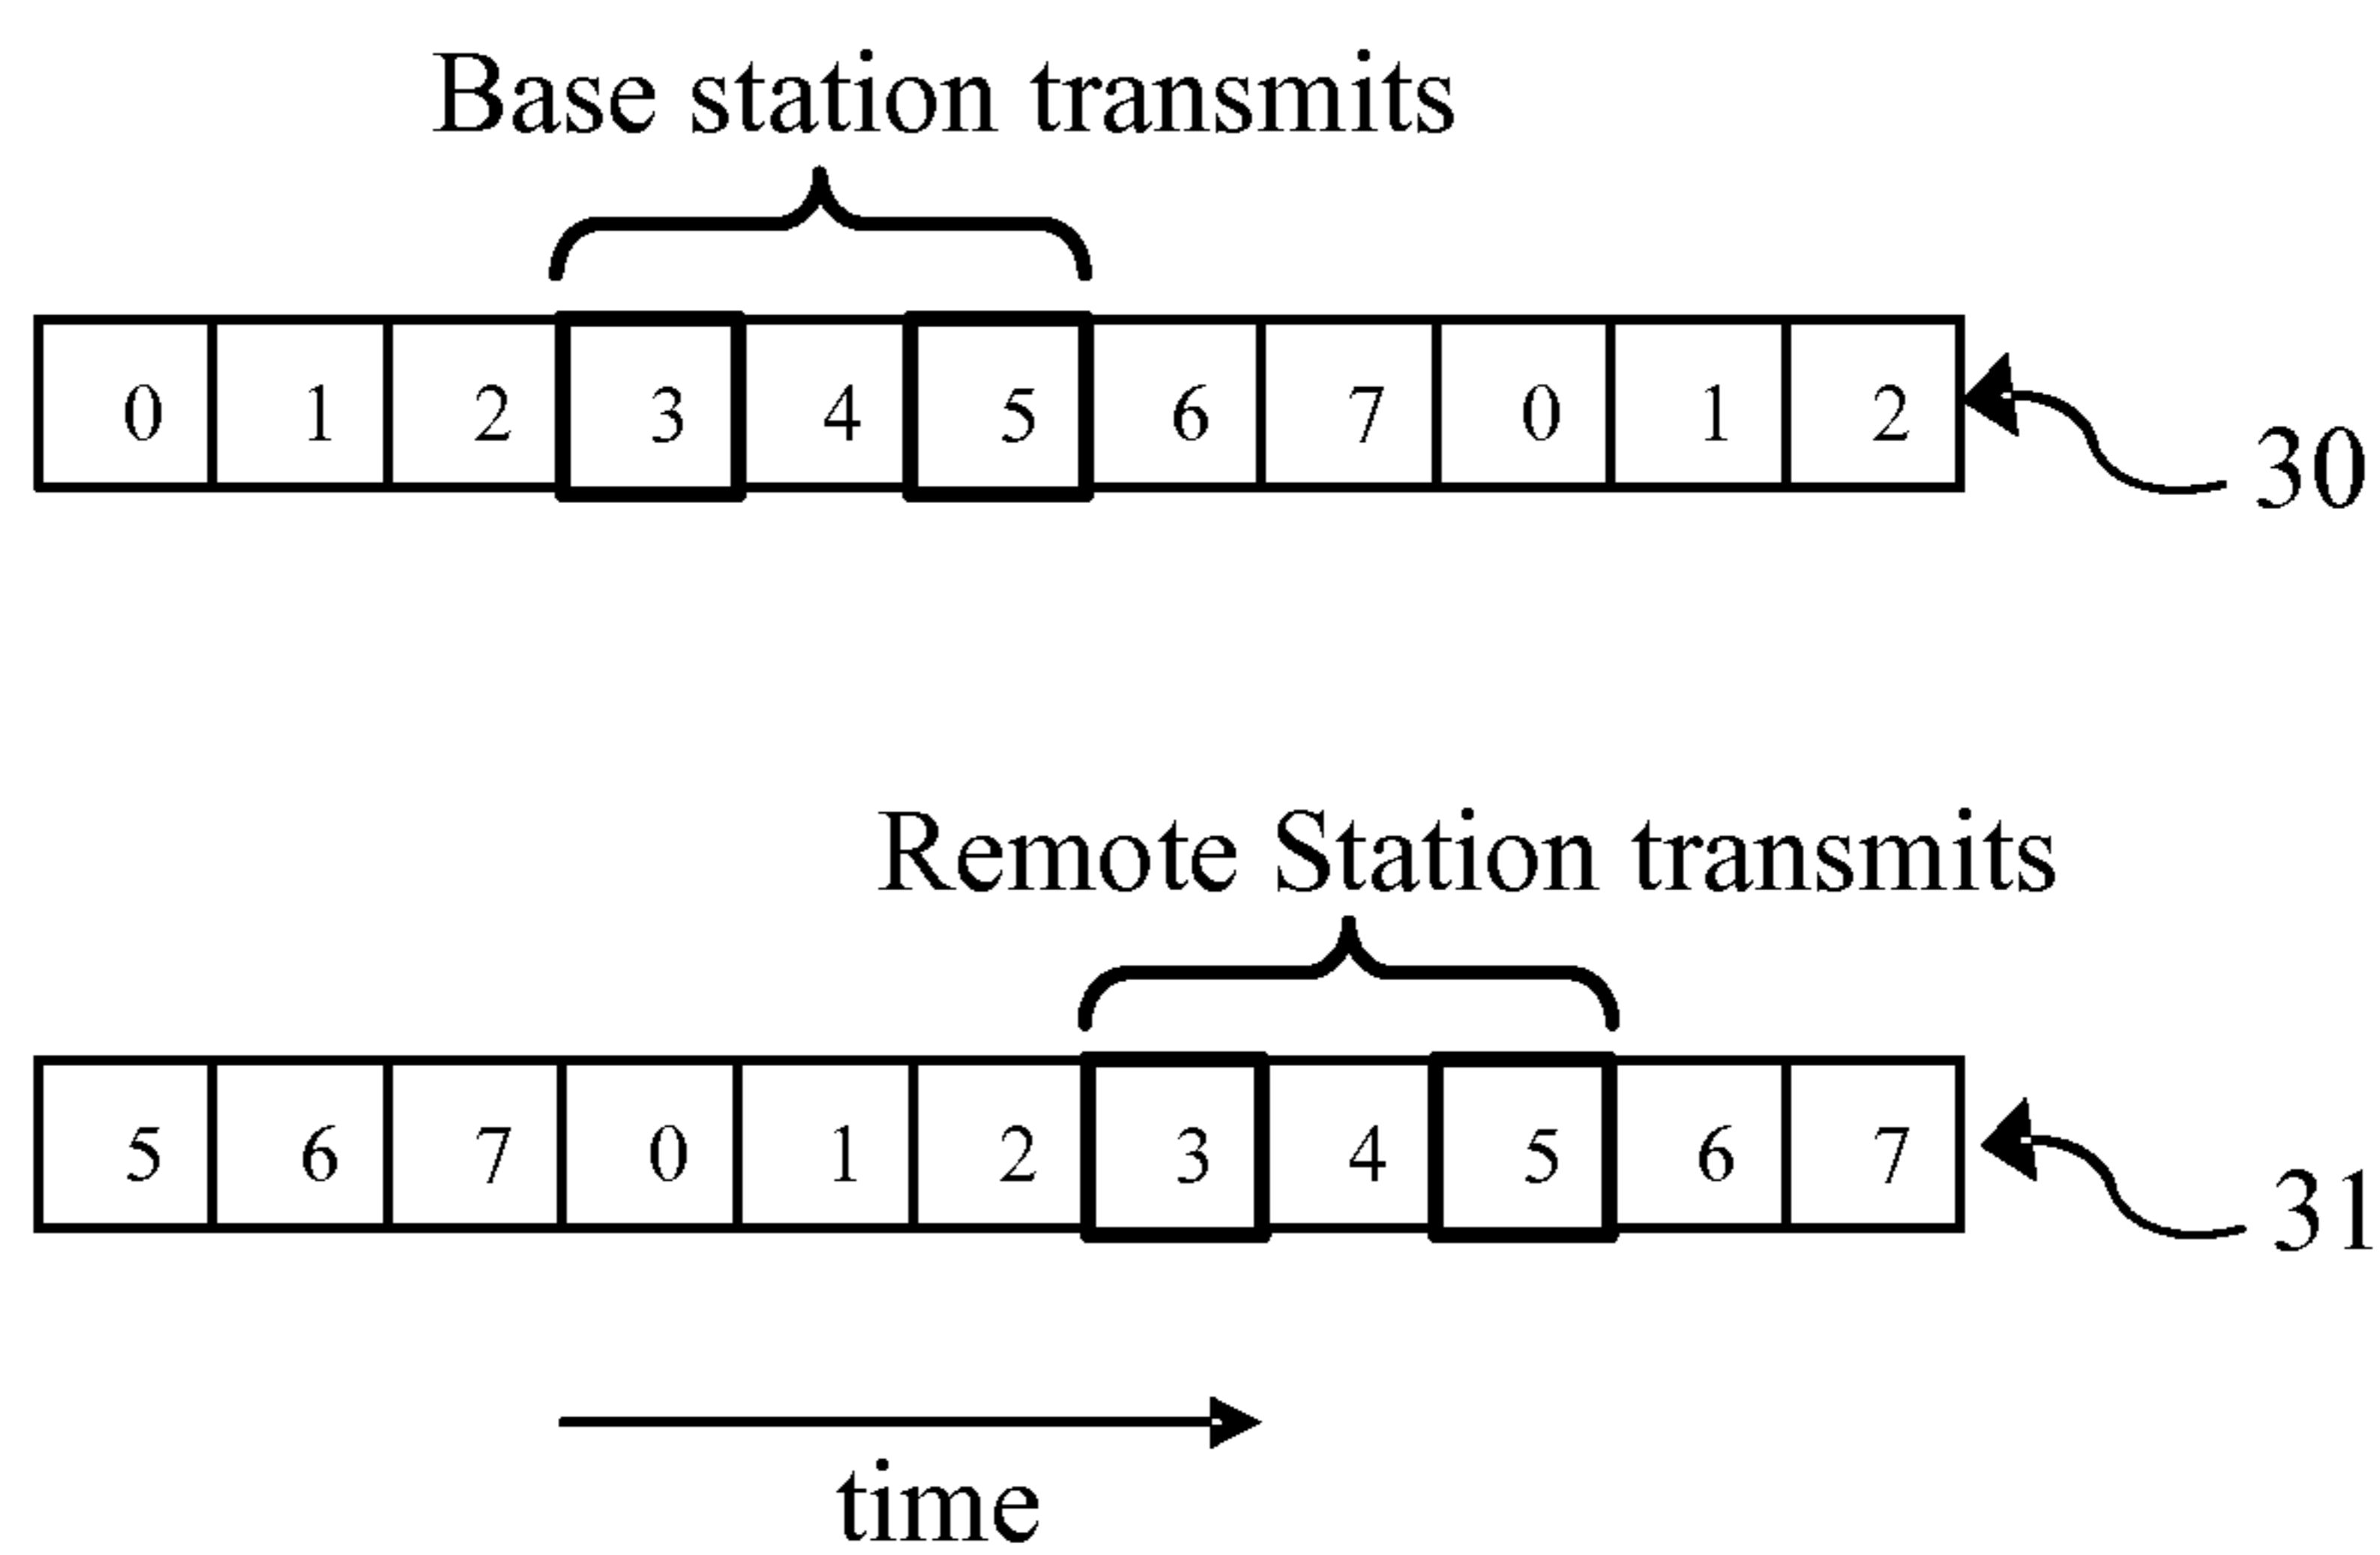 Base station transmits
0 1 2 3 4 5 6 7 0 1 2
30
Remote Station transmits
5 6 7 0 1 2 3 4 5 6 7
31
time